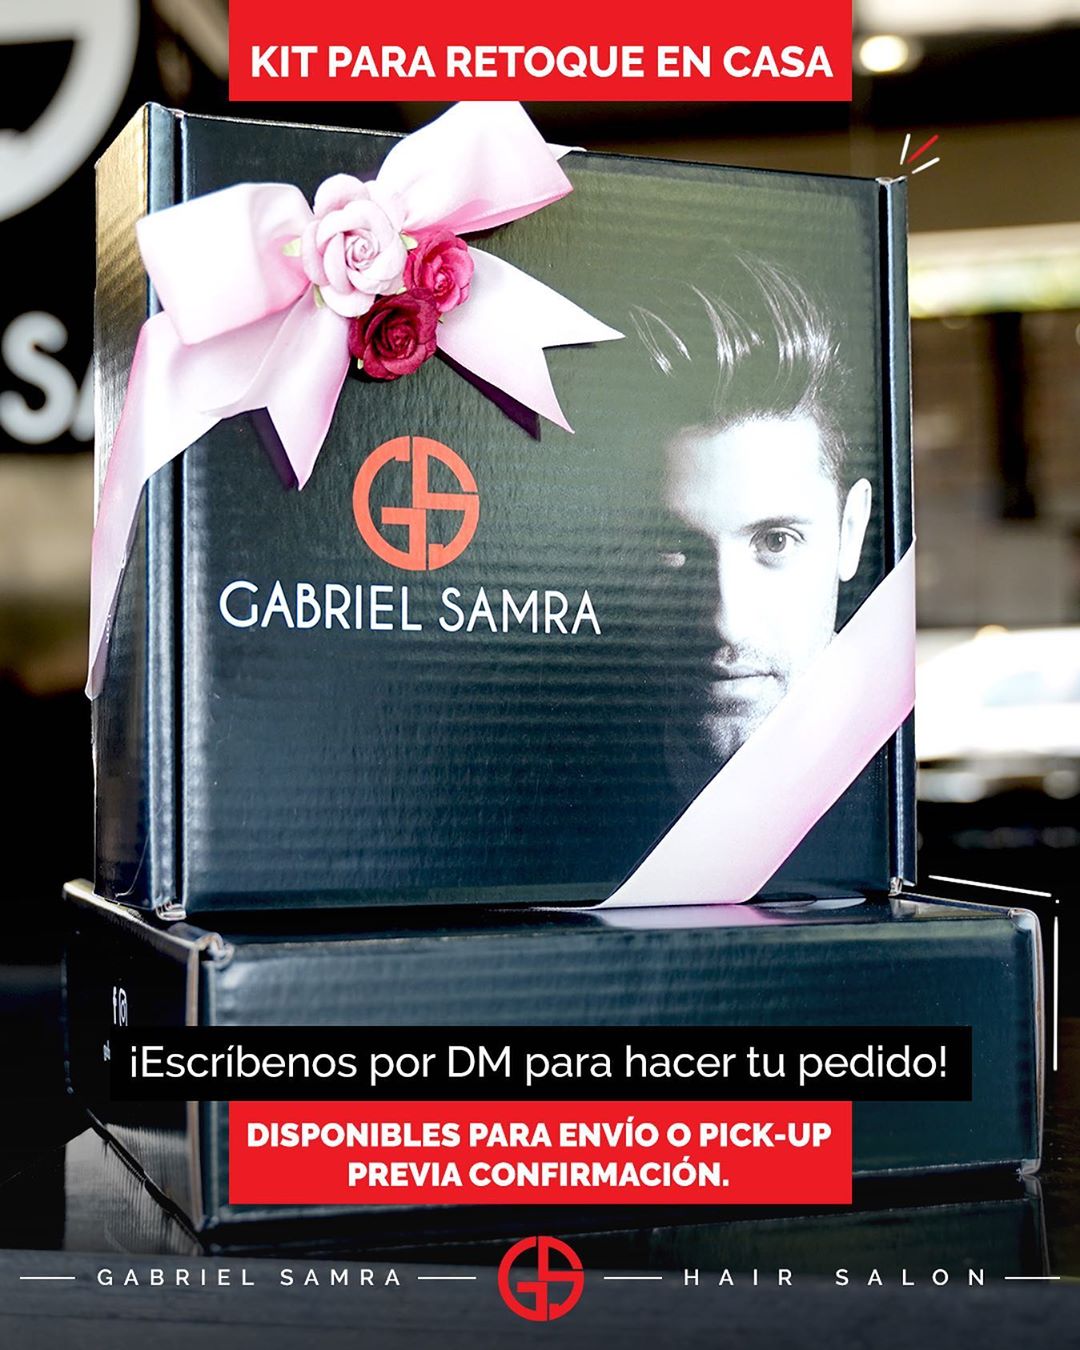 KIT PARA RETOQUE EN CASA
GS
GABRIEL SAMRA
¡Escríbenos por DM para hacer tu pedido!
DISPONIBLES PARA ENVÍO O PICK-UP
PREVIA CONFIRMACIÓN.
GABRIEL SAMRA GS HAIR SALON